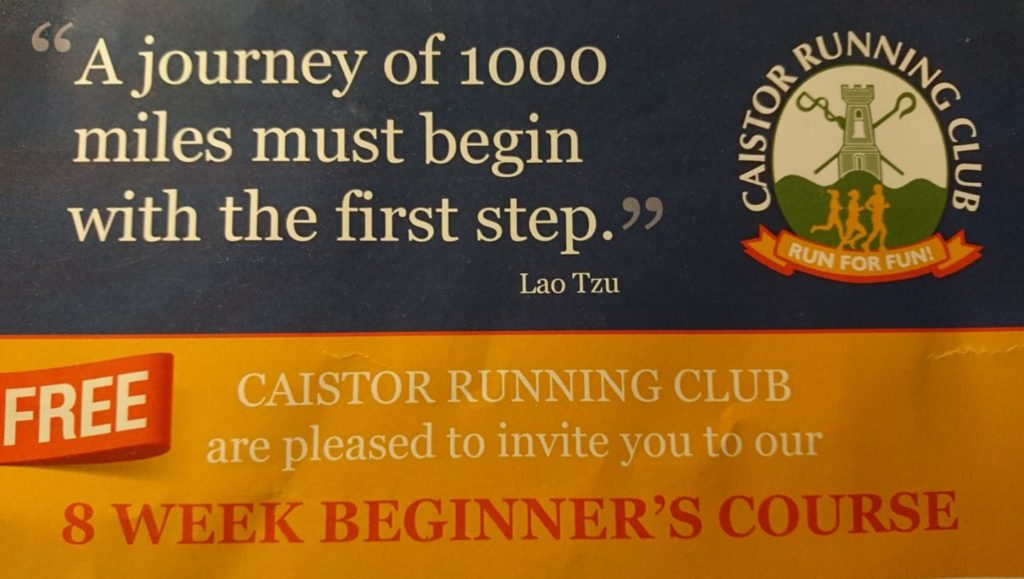 “A journey of 1000
miles must begin
with the first step.”
Lao Tzu
CAISTOR RUNNING CLUB
RUN FOR FUN!
FREE
CAISTOR RUNNING CLUB
are pleased to invite you to our
8 WEEK BEGINNER’S COURSE